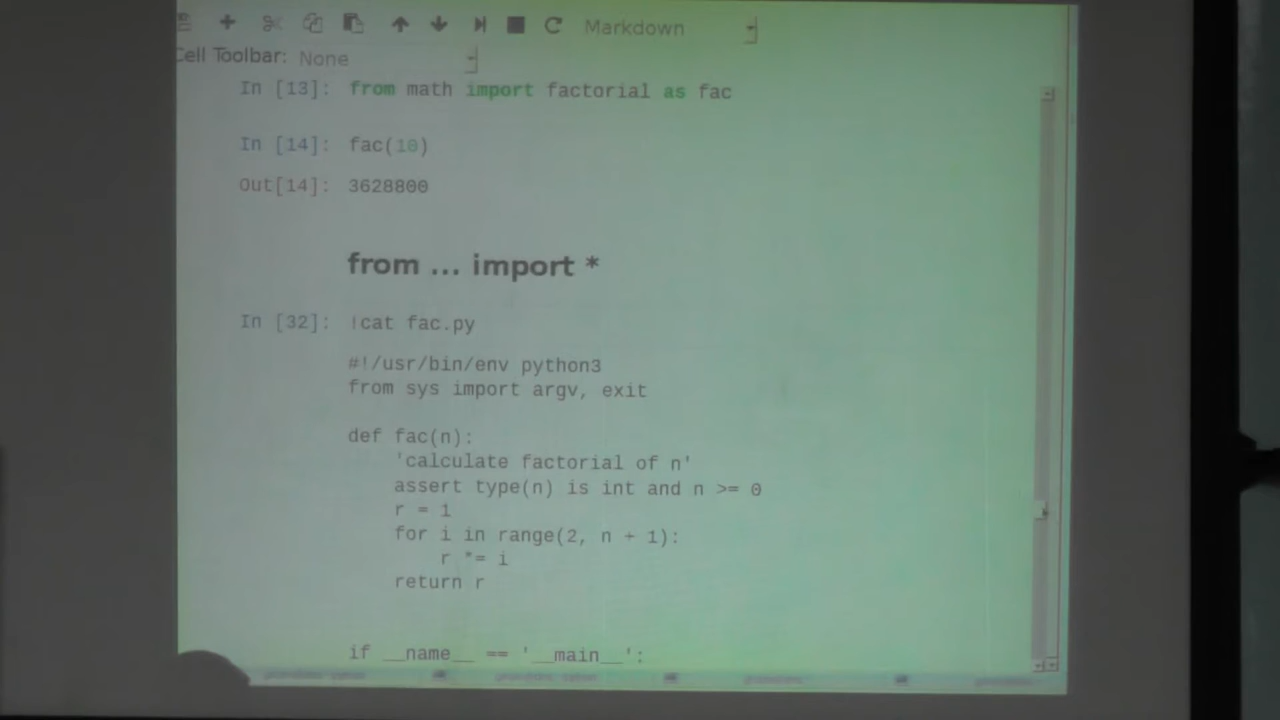 Markdown
Cell Toolbar: None
In [13]: from math import factorial as fac
In [14]: fac(10)
Out[14]: 3628800
from ... import *
In [32]: !cat fac.py
#!/usr/bin/env python3
from sys import argv, exit
def fac(n):
'calculate factorial of n'
assert type(n) is int and n >= 0
r = 1
for i in range(2, n + 1):
r *= i
return r
if __name__ == '__main__':